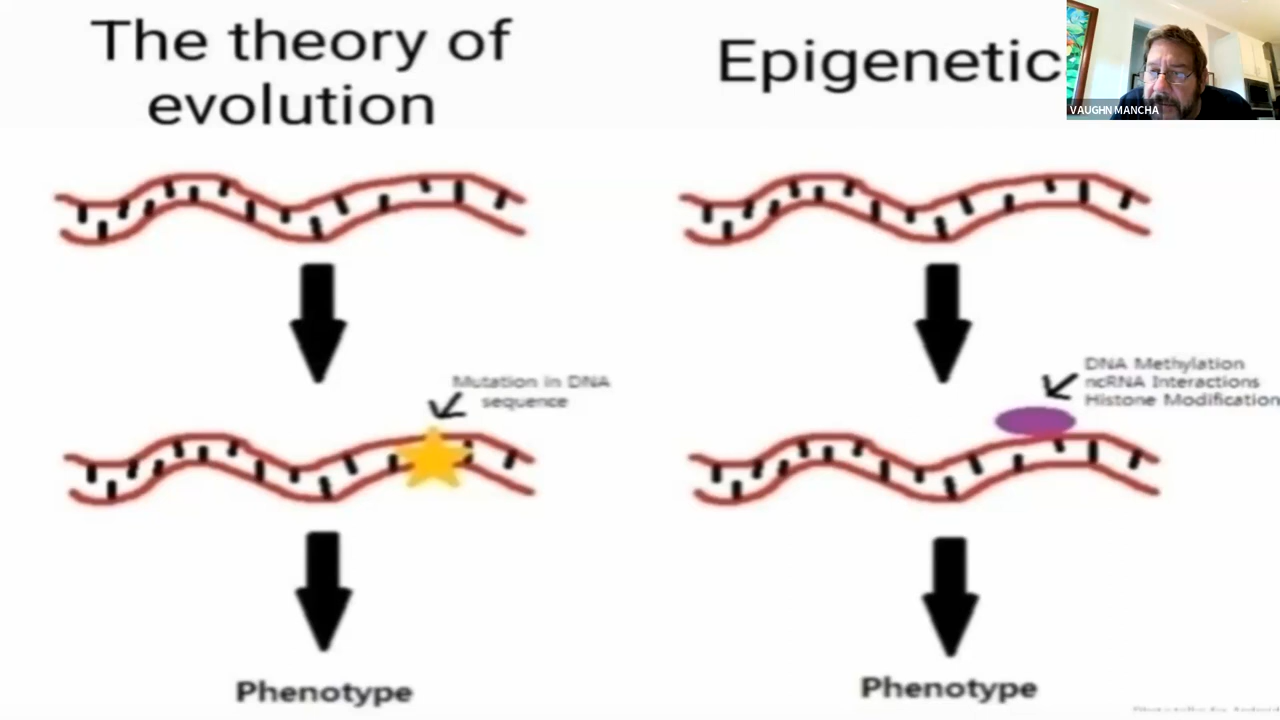 The theory of
evolution
Epigenetic
VAUGHN MANCHA
Mutation in DNA
sequence
DNA Methylation
ncRNA Interactions
Histone Modification
Phenotype
Phenotype